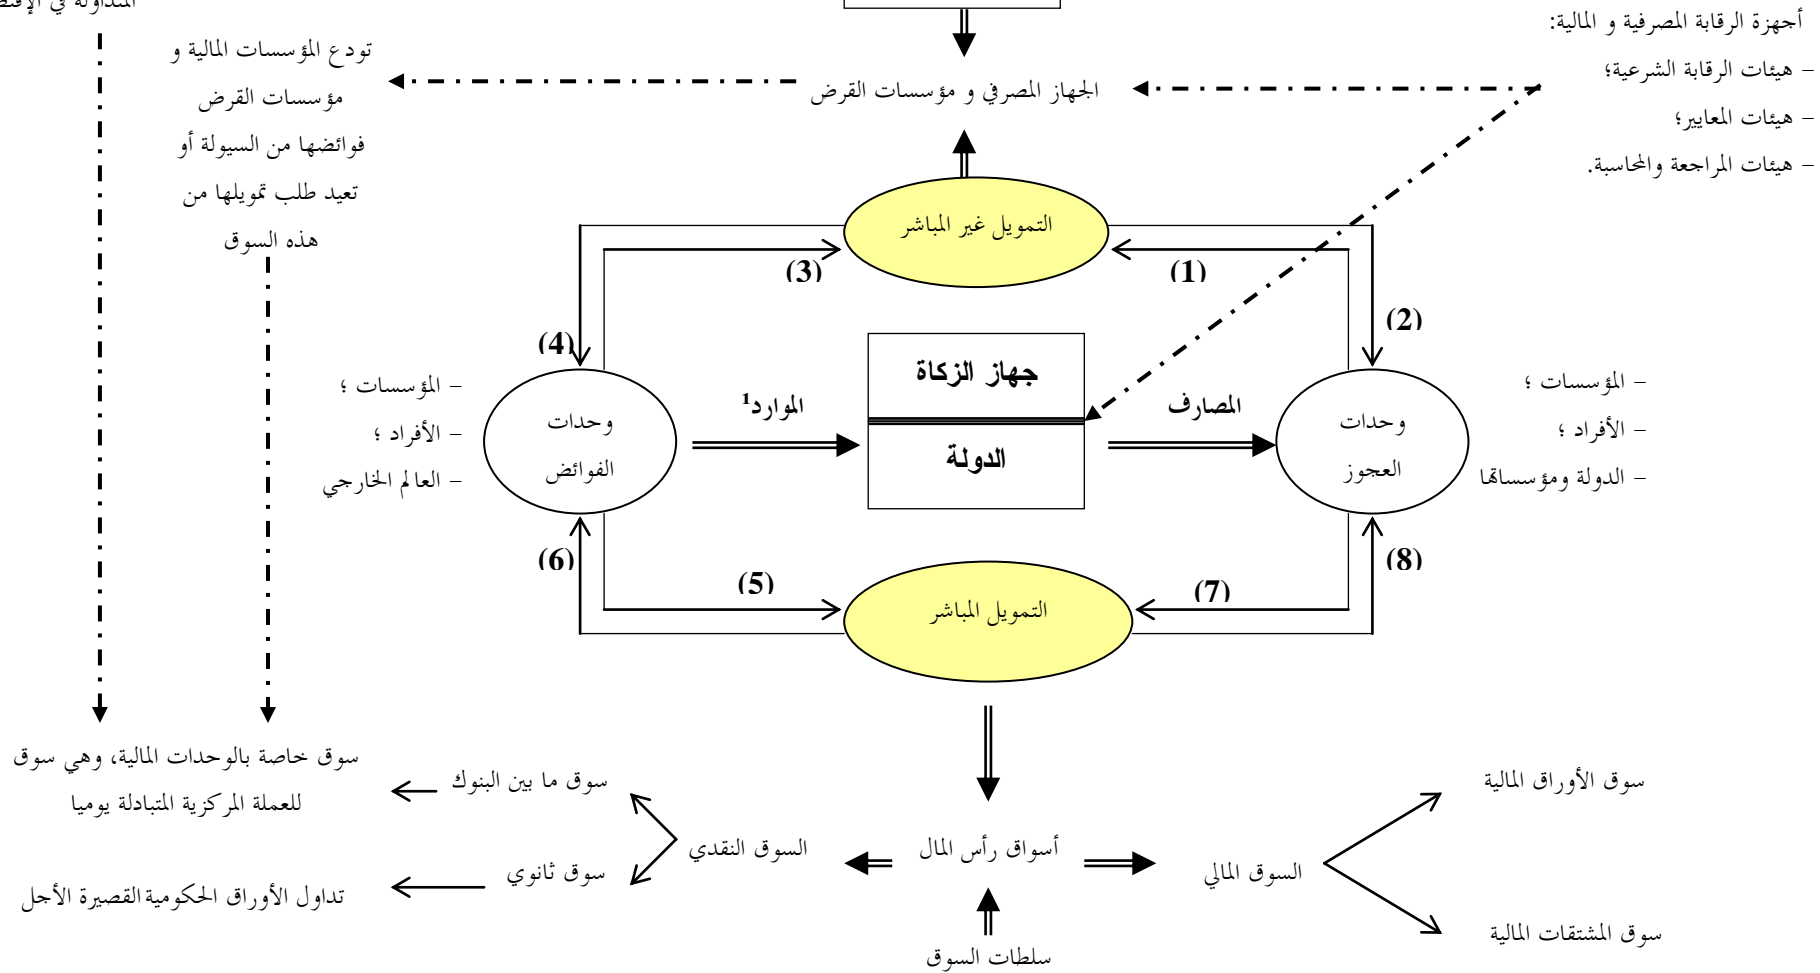 أجهزة الرقابة المصرفية و المالية:
– هيئات الرقابة الشرعية؛
– هيئات المعايير؛
– هيئات المراجعة والمحاسبة.
الجهاز المصرفي و مؤسسات القرض
تودع المؤسسات المالية و
مؤسسات القرض
فوائضها من السيولة أو
تعيد طلب تمويلها من
هذه السوق
التمويل غير المباشر
(1)
(3)
(2)
(4)
– المؤسسات ؛
– الأفراد ؛
– الدولة ومؤسساتها
وحدات
العجوز
المصارف
جهاز الزكاة
الدولة
الموارد¹
وحدات
الفوائض
– المؤسسات ؛
– الأفراد ؛
– العالم الخارجي
(8)
(6)
(7)
(5)
التمويل المباشر
سوق الأوراق المالية
سوق ما بين البنوك
سوق خاصة بالوحدات المالية، وهي سوق
للعملة المركزية المتبادلة يوميا
السوق المالي
أسواق رأس المال
السوق النقدي
سوق ثانوي
تداول الأوراق الحكومية القصيرة الأجل
سوق المشتقات المالية
سلطات السوق